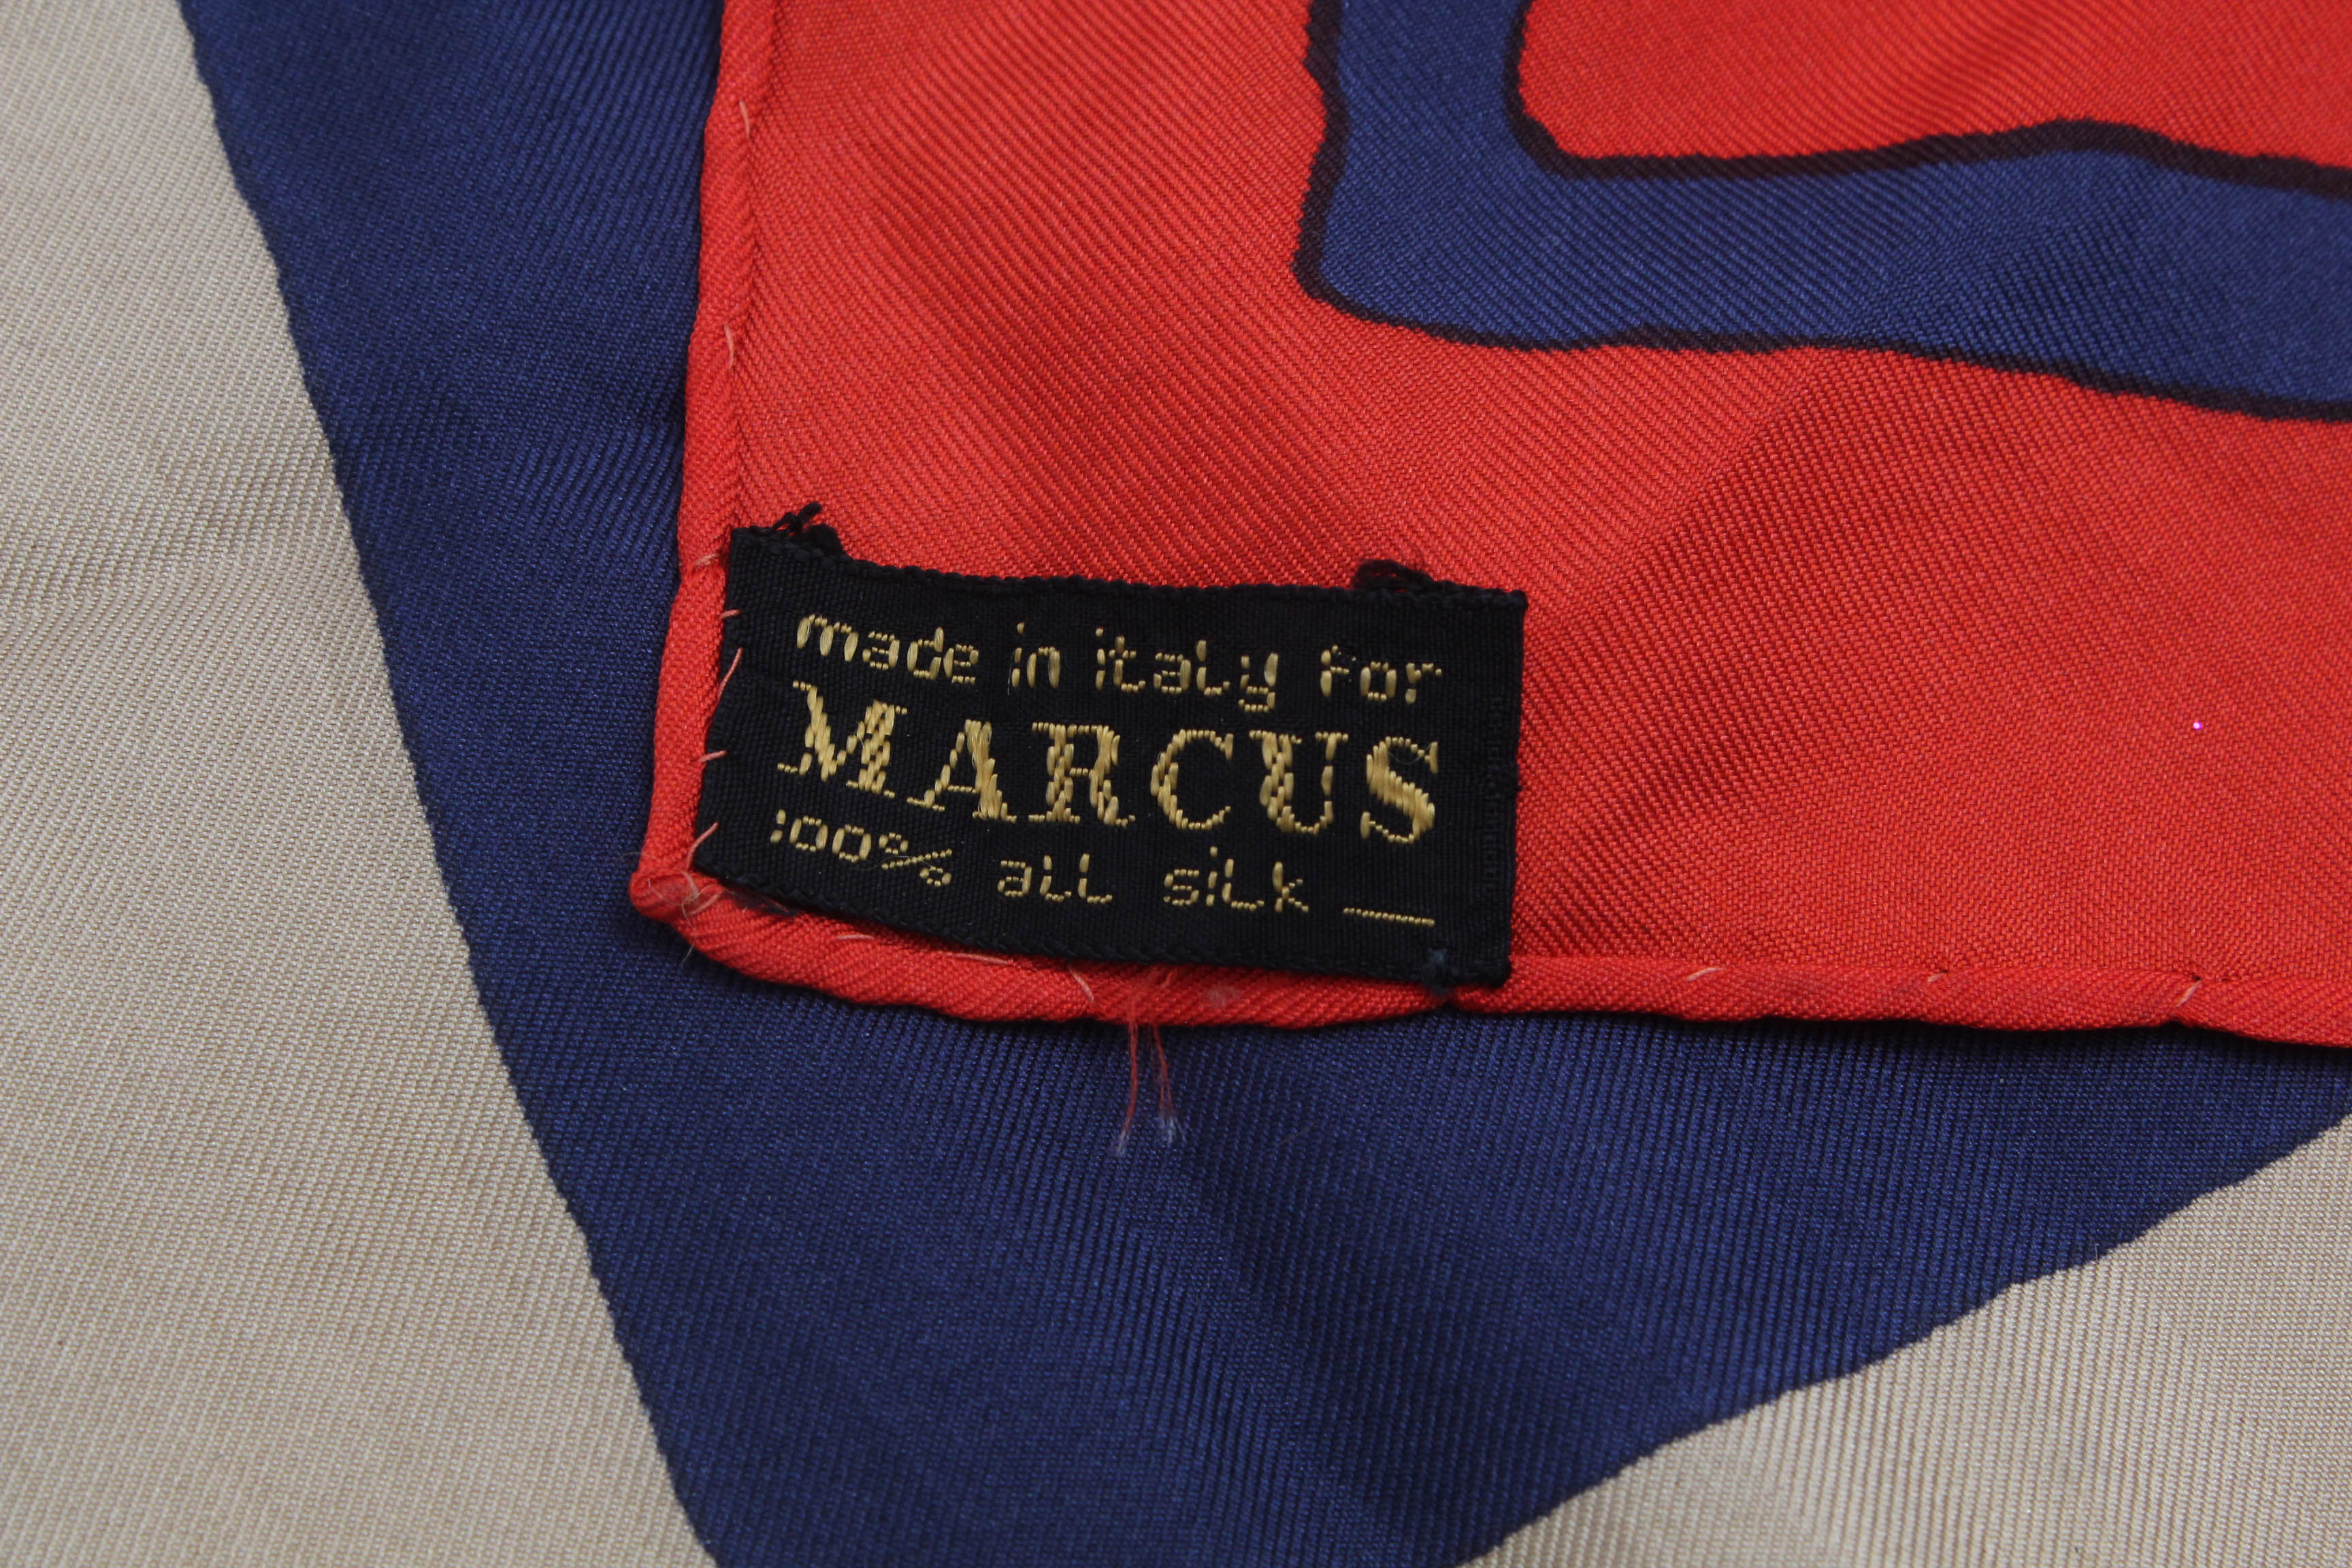 made in italy for
MARCUS
100% all silk